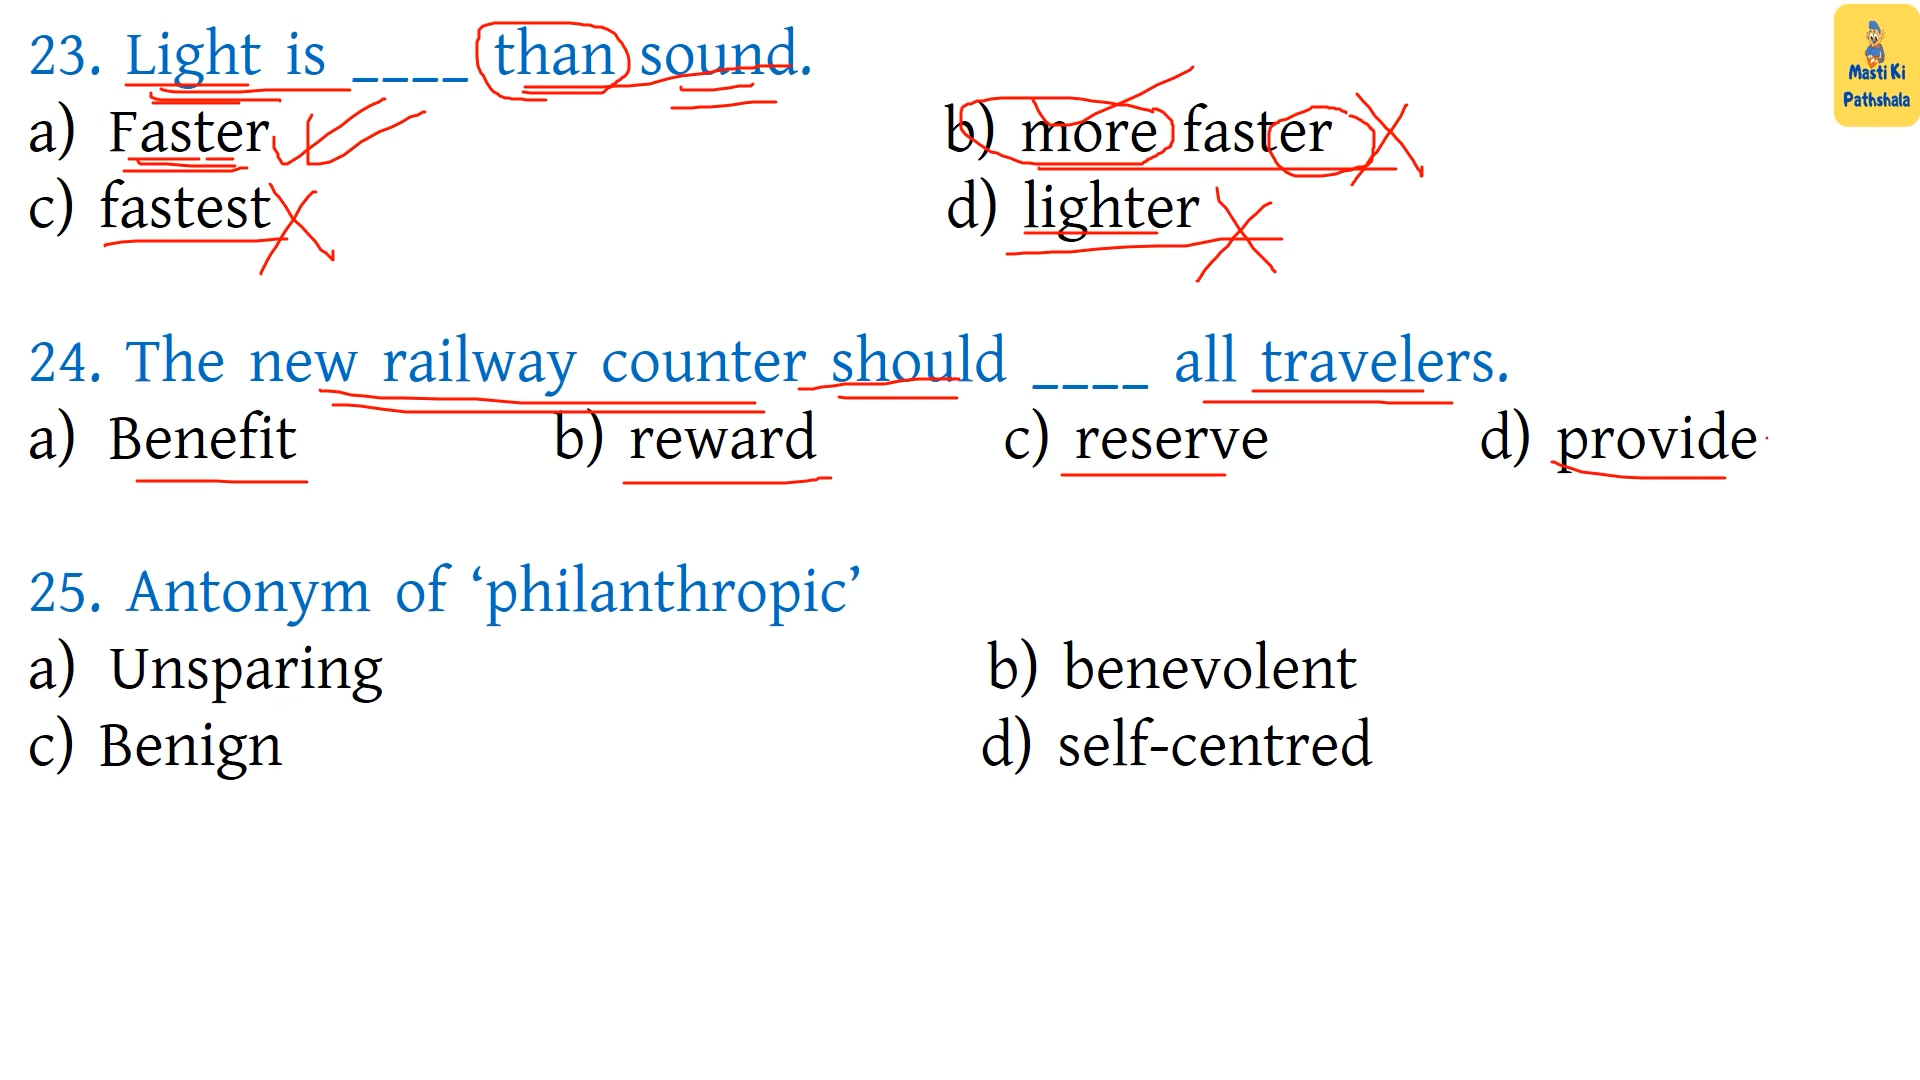 23. Light is ____ than sound.
a) Faster b) more faster
c) fastest d) lighter
24. The new railway counter should ____ all travelers.
a) Benefit b) reward c) reserve d) provide
25. Antonym of ‘philanthropic’
a) Unsparing b) benevolent
c) Benign d) self-centred
Masti Ki
Pathshala